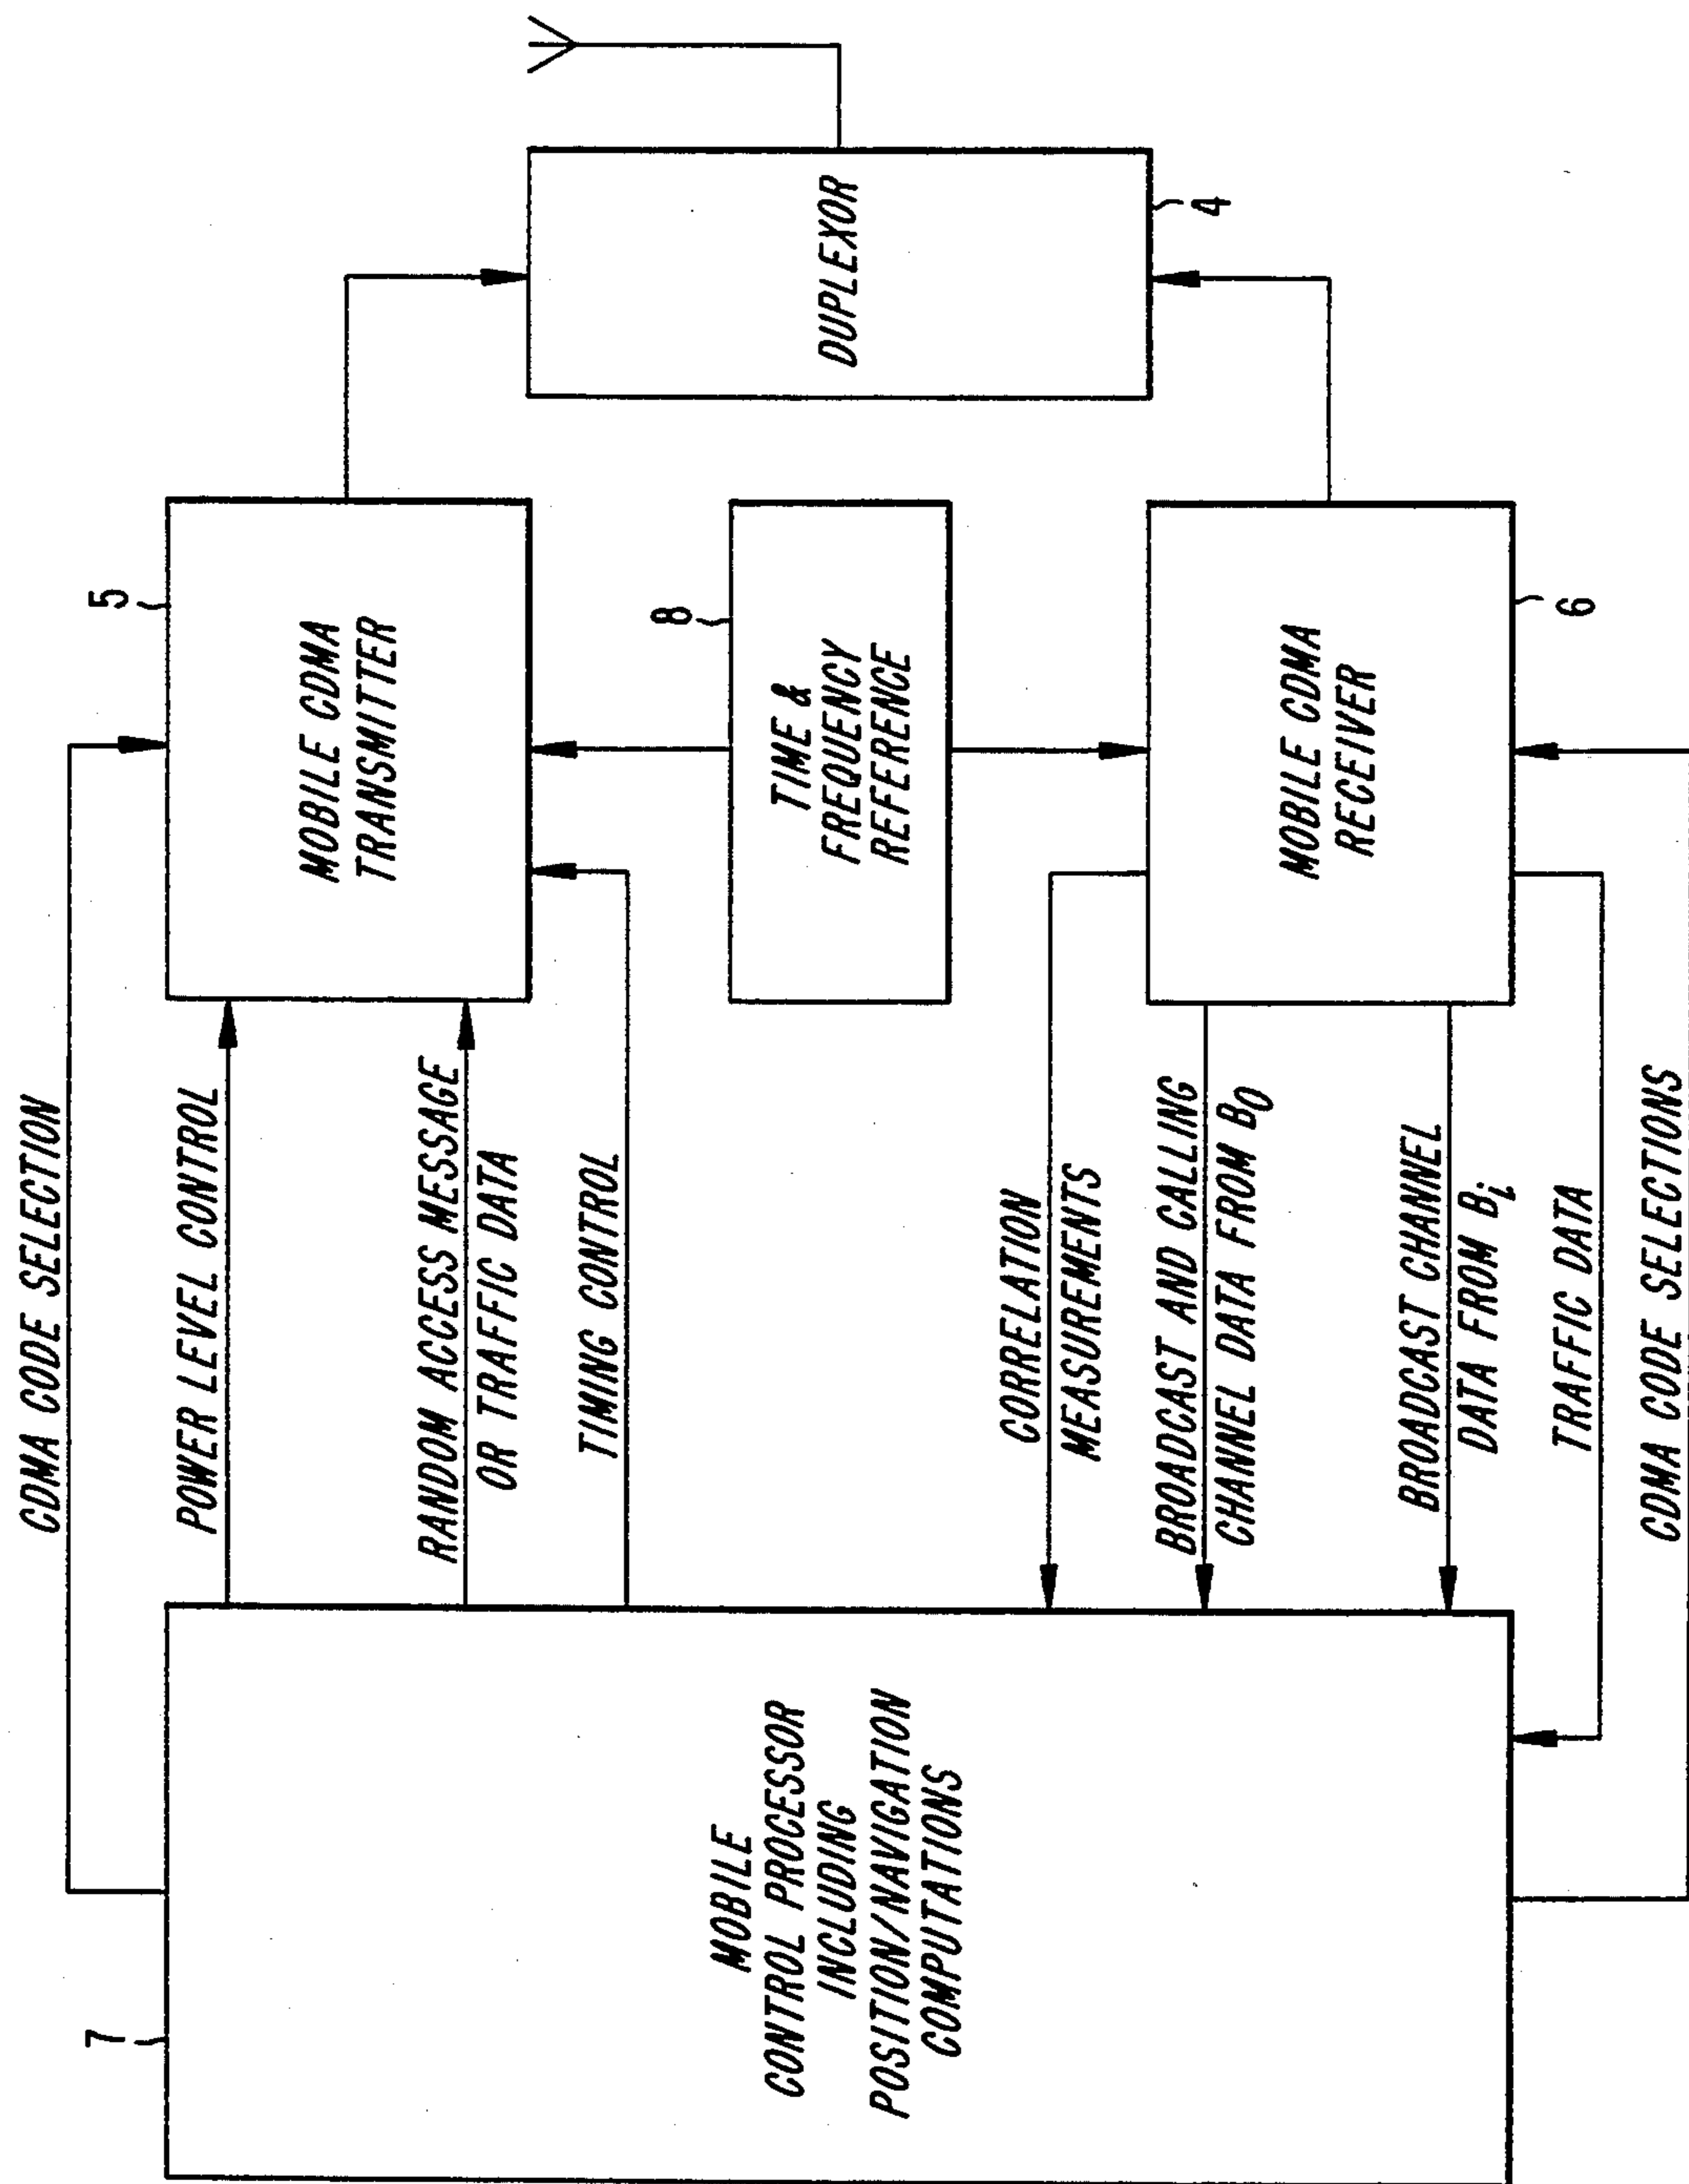 CDMA CODE SELECTION
7
MOBILE
CONTROL PROCESSOR
INCLUDING
POSITION/NAVIGATION
COMPUTATIONS
POWER LEVEL CONTROL
RANDOM ACCESS MESSAGE
OR TRAFFIC DATA
TIMING CONTROL
CORRELATION
MEASUREMENTS
BROADCAST AND CALLING
CHANNEL DATA FROM B0
BROADCAST CHANNEL
DATA FROM Bi
TRAFFIC DATA
CDMA CODE SELECTIONS
5
MOBILE CDMA
TRANSMITTER
8
TIME &
FREQUENCY
REFERENCE
MOBILE CDMA
RECEIVER
6
DUPLEXOR
4